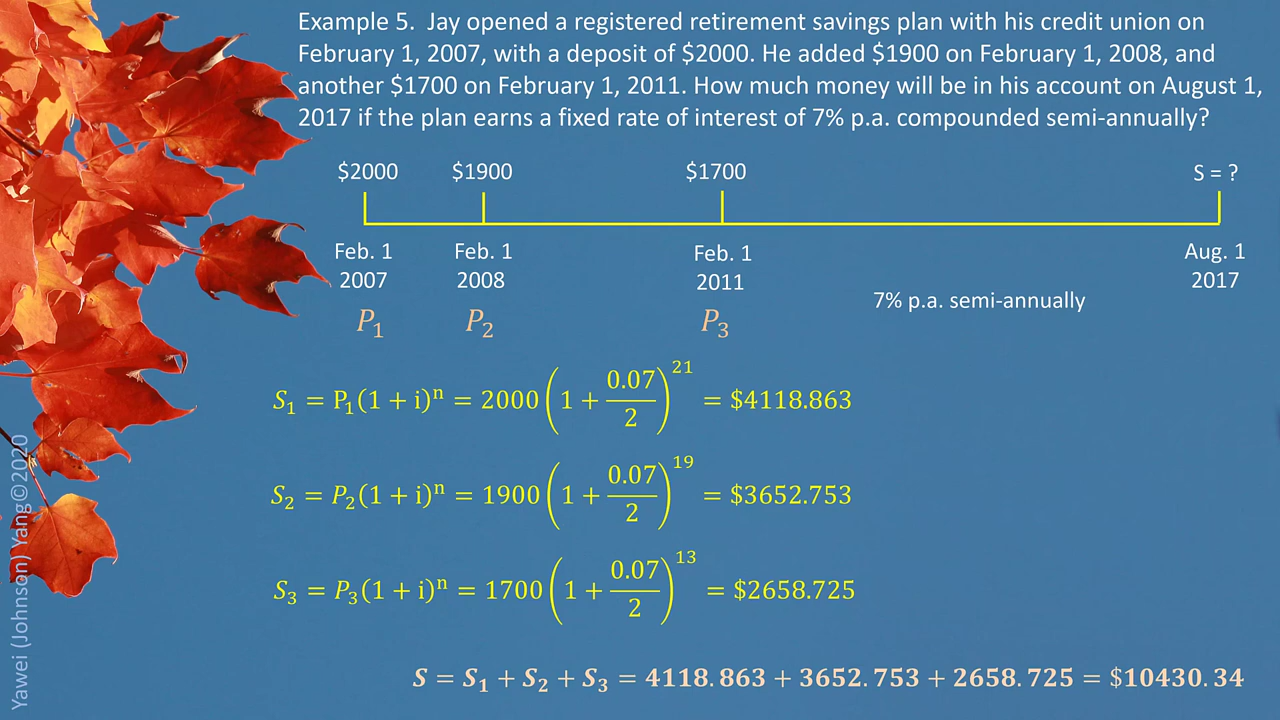 Example 5. Jay opened a registered retirement savings plan with his credit union on
February 1, 2007, with a deposit of $2000. He added $1900 on February 1, 2008, and
another $1700 on February 1, 2011. How much money will be in his account on August 1,
2017 if the plan earns a fixed rate of interest of 7% p.a. compounded semi-annually?
$2000 $1900 $1700 S = ?
Feb. 1 Feb. 1 Feb. 1 Aug. 1
2007 2008 2011 2017
7% p.a. semi-annually
P₁ P₂ P₃
S₁ = P₁(1 + i)ⁿ = 2000(1 + 0.07/2)²¹ = $4118.863
S₂ = P₂(1 + i)ⁿ = 1900(1 + 0.07/2)¹⁹ = $3652.753
S₃ = P₃(1 + i)ⁿ = 1700(1 + 0.07/2)¹³ = $2658.725
S = S₁ + S₂ + S₃ = 4118.863 + 3652.753 + 2658.725 = $10430.34
Yawei (Johnson) Yang©2020